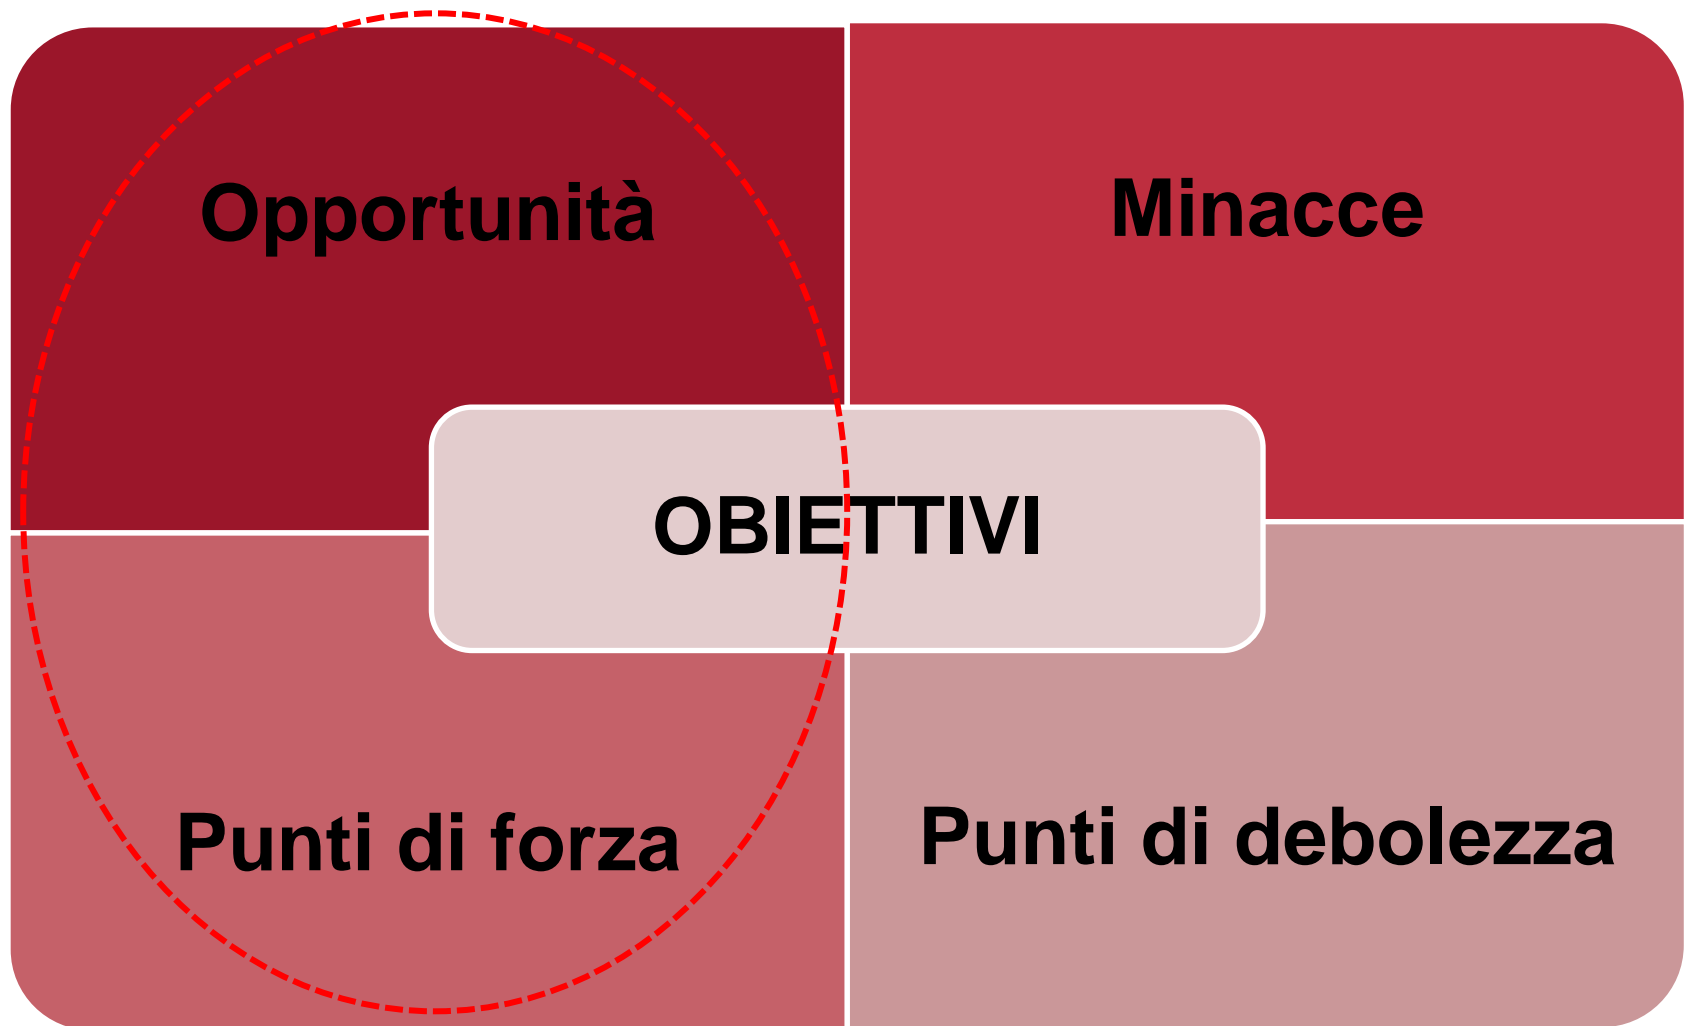 Opportunità
Minacce
OBIETTIVI
Punti di forza
Punti di debolezza